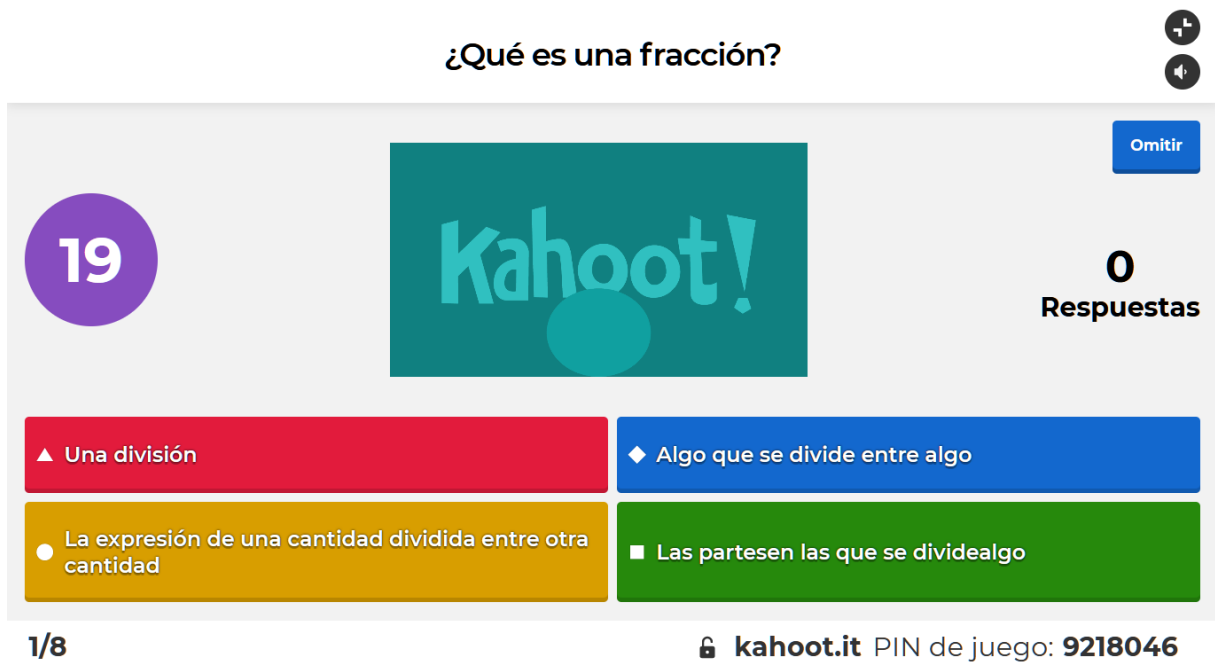 ¿Qué es una fracción?
Omitir
19
Kahoot!
0
Respuestas
Una división
Algo que se divide entre algo
La expresión de una cantidad dividida entre otra
cantidad
Las partesen las que se dividealgo
1/8
kahoot.it PIN de juego: 9218046